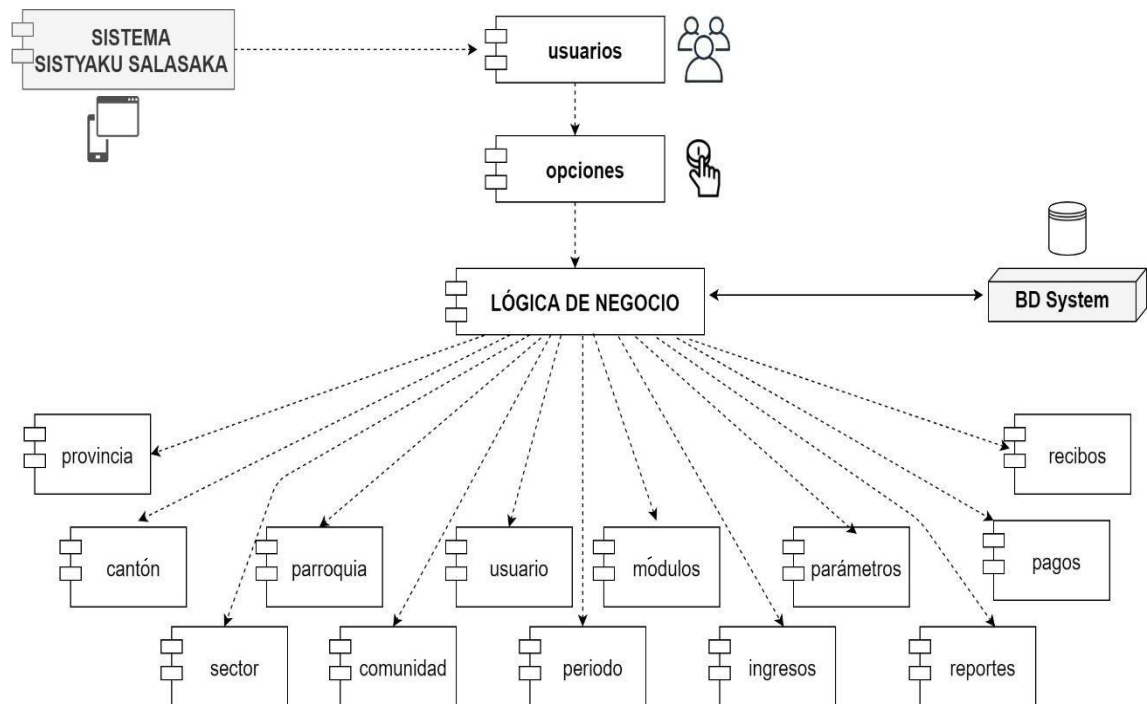 SISTEMA
SISTYAKU SALASAKA
usuarios
opciones
LÓGICA DE NEGOCIO
BD System
provincia
recibos
cantón
parroquia
usuario
módulos
parámetros
pagos
sector
comunidad
periodo
ingresos
reportes